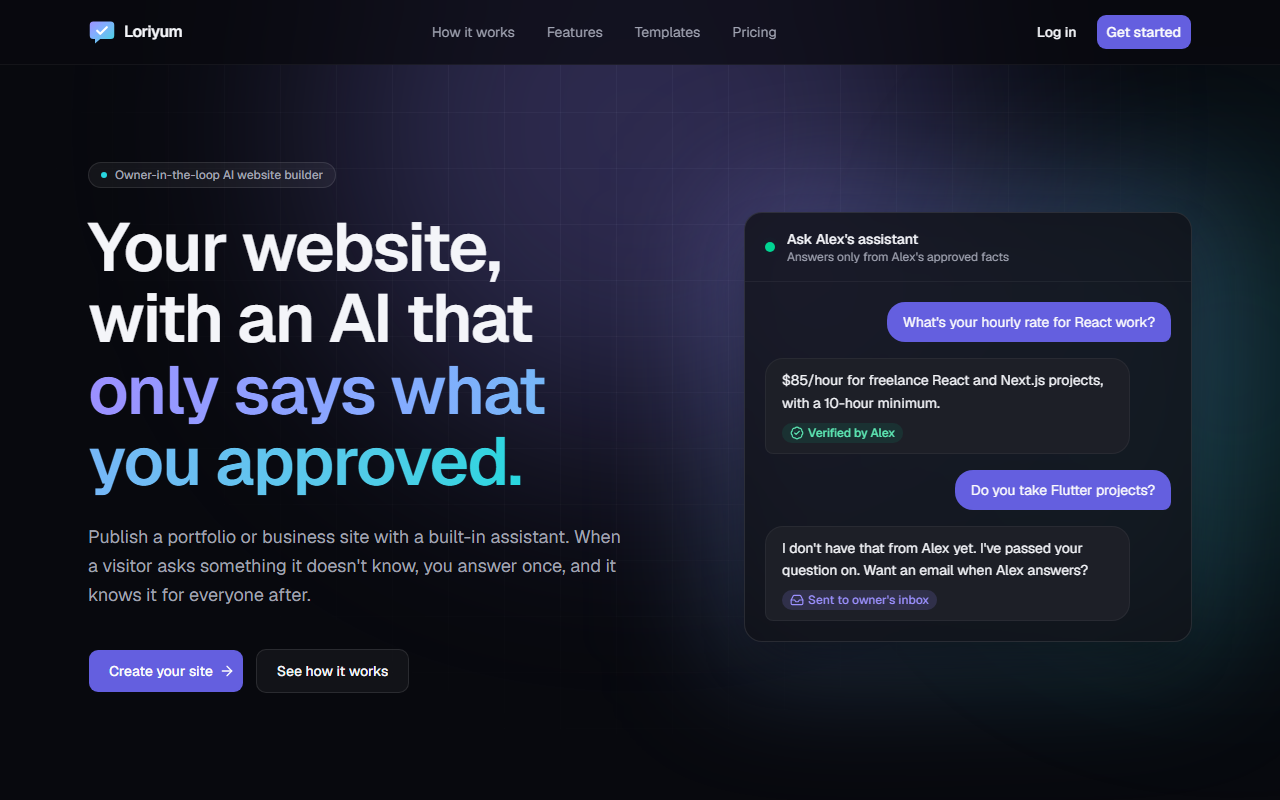 Loriyum
How it works
Features
Templates
Pricing
Log in
Get started
Owner-in-the-loop AI website builder
Your website,
with an AI that
only says what
you approved.
Publish a portfolio or business site with a built-in assistant. When
a visitor asks something it doesn't know, you answer once, and it
knows it for everyone after.
Create your site →
See how it works
Ask Alex's assistant
Answers only from Alex's approved facts
What's your hourly rate for React work?
$85/hour for freelance React and Next.js projects,
with a 10-hour minimum.
Verified by Alex
Do you take Flutter projects?
I don't have that from Alex yet. I've passed your
question on. Want an email when Alex answers?
Sent to owner's inbox